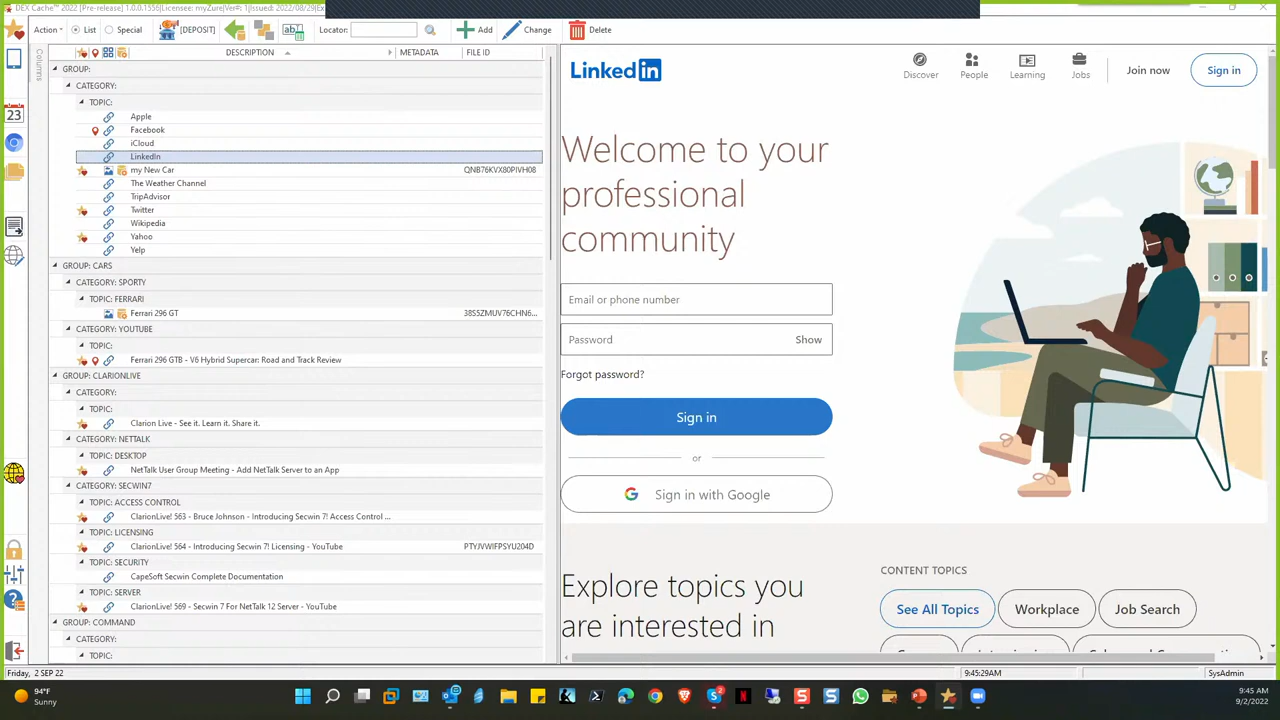 DEX Cache™ 2022 [Pre-release] 1.0.0.1556|Licensee: myZure|Ver#: 1|Issued: 2022/08/29|Ex
Action List Special [DEPOSIT] Locator: Add Change Delete
Columns
DESCRIPTION METADATA FILE ID
GROUP:
CATEGORY:
TOPIC:
Apple
Facebook
iCloud
LinkedIn
my New Car QNB76KVX80PIVH08
The Weather Channel
TripAdvisor
Twitter
Wikipedia
Yahoo
Yelp
GROUP: CARS
CATEGORY: SPORTY
TOPIC: FERRARI
Ferrari 296 GT 38S5ZMUV76CHN6...
CATEGORY: YOUTUBE
TOPIC:
Ferrari 296 GTB - V6 Hybrid Supercar: Road and Track Review
GROUP: CLARIONLIVE
CATEGORY:
TOPIC:
Clarion Live - See it. Learn it. Share it.
CATEGORY: NETTALK
TOPIC: DESKTOP
NetTalk User Group Meeting - Add NetTalk Server to an App
CATEGORY: SECWIN7
TOPIC: ACCESS CONTROL
ClarionLive! 563 - Bruce Johnson - Introducing Secwin 7! Access Control ...
TOPIC: LICENSING
ClarionLive! 564 - Introducing Secwin 7! Licensing - YouTube PTYJVWIFPSYU204D
TOPIC: SECURITY
CapeSoft Secwin Complete Documentation
TOPIC: SERVER
ClarionLive! 569 - Secwin 7 For NetTalk 12 Server - YouTube
GROUP: COMMAND
CATEGORY:
TOPIC:
23
LinkedIn
Discover People Learning Jobs Join now Sign in
Welcome to your
professional
community
Email or phone number
Password Show
Forgot password?
Sign in
or
Sign in with Google
Explore topics you
are interested in
CONTENT TOPICS
See All Topics Workplace Job Search
Friday, 2 SEP 22 9:45:29AM SysAdmin
94°F
Sunny
9:45 AM
9/2/2022